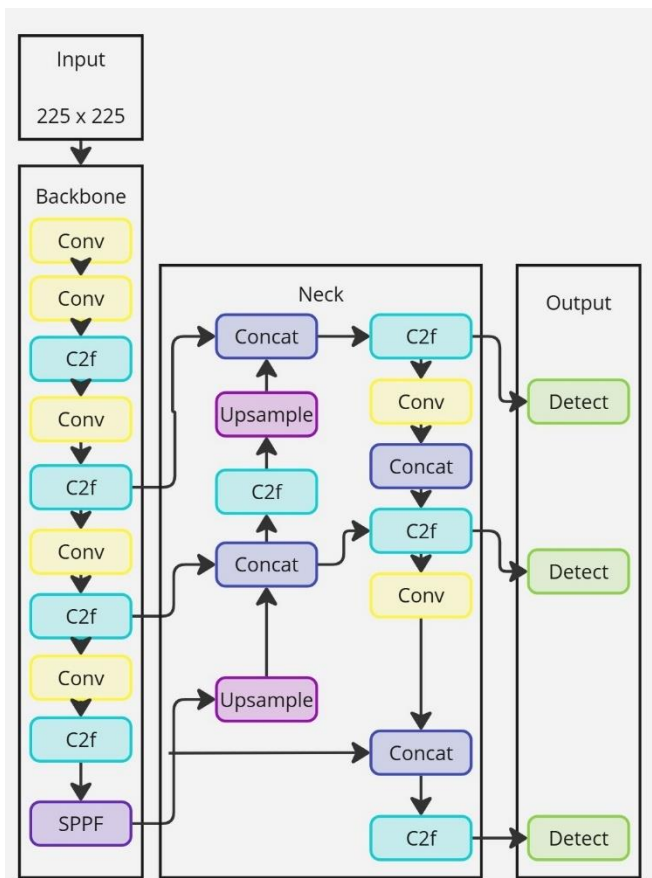 Input
225 x 225
Backbone
Conv
Conv
C2f
Conv
C2f
Conv
C2f
Conv
C2f
SPPF
Neck
Concat
Upsample
C2f
Concat
Upsample
C2f
Conv
Concat
C2f
Conv
Concat
C2f
Output
Detect
Detect
Detect